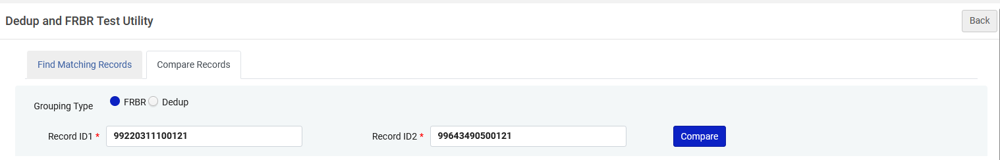 Dedup and FRBR Test Utility
Back
Find Matching Records
Compare Records
Grouping Type
FRBR
Dedup
Record ID1 *
99220311100121
Record ID2 *
99643490500121
Compare